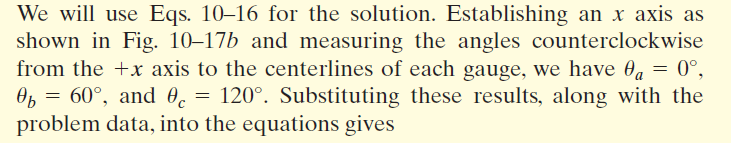 We will use Eqs. 10–16 for the solution. Establishing an x axis as
shown in Fig. 10–17b and measuring the angles counterclockwise
from the +x axis to the centerlines of each gauge, we have θₐ = 0°,
θ_b = 60°, and θ_c = 120°. Substituting these results, along with the
problem data, into the equations gives